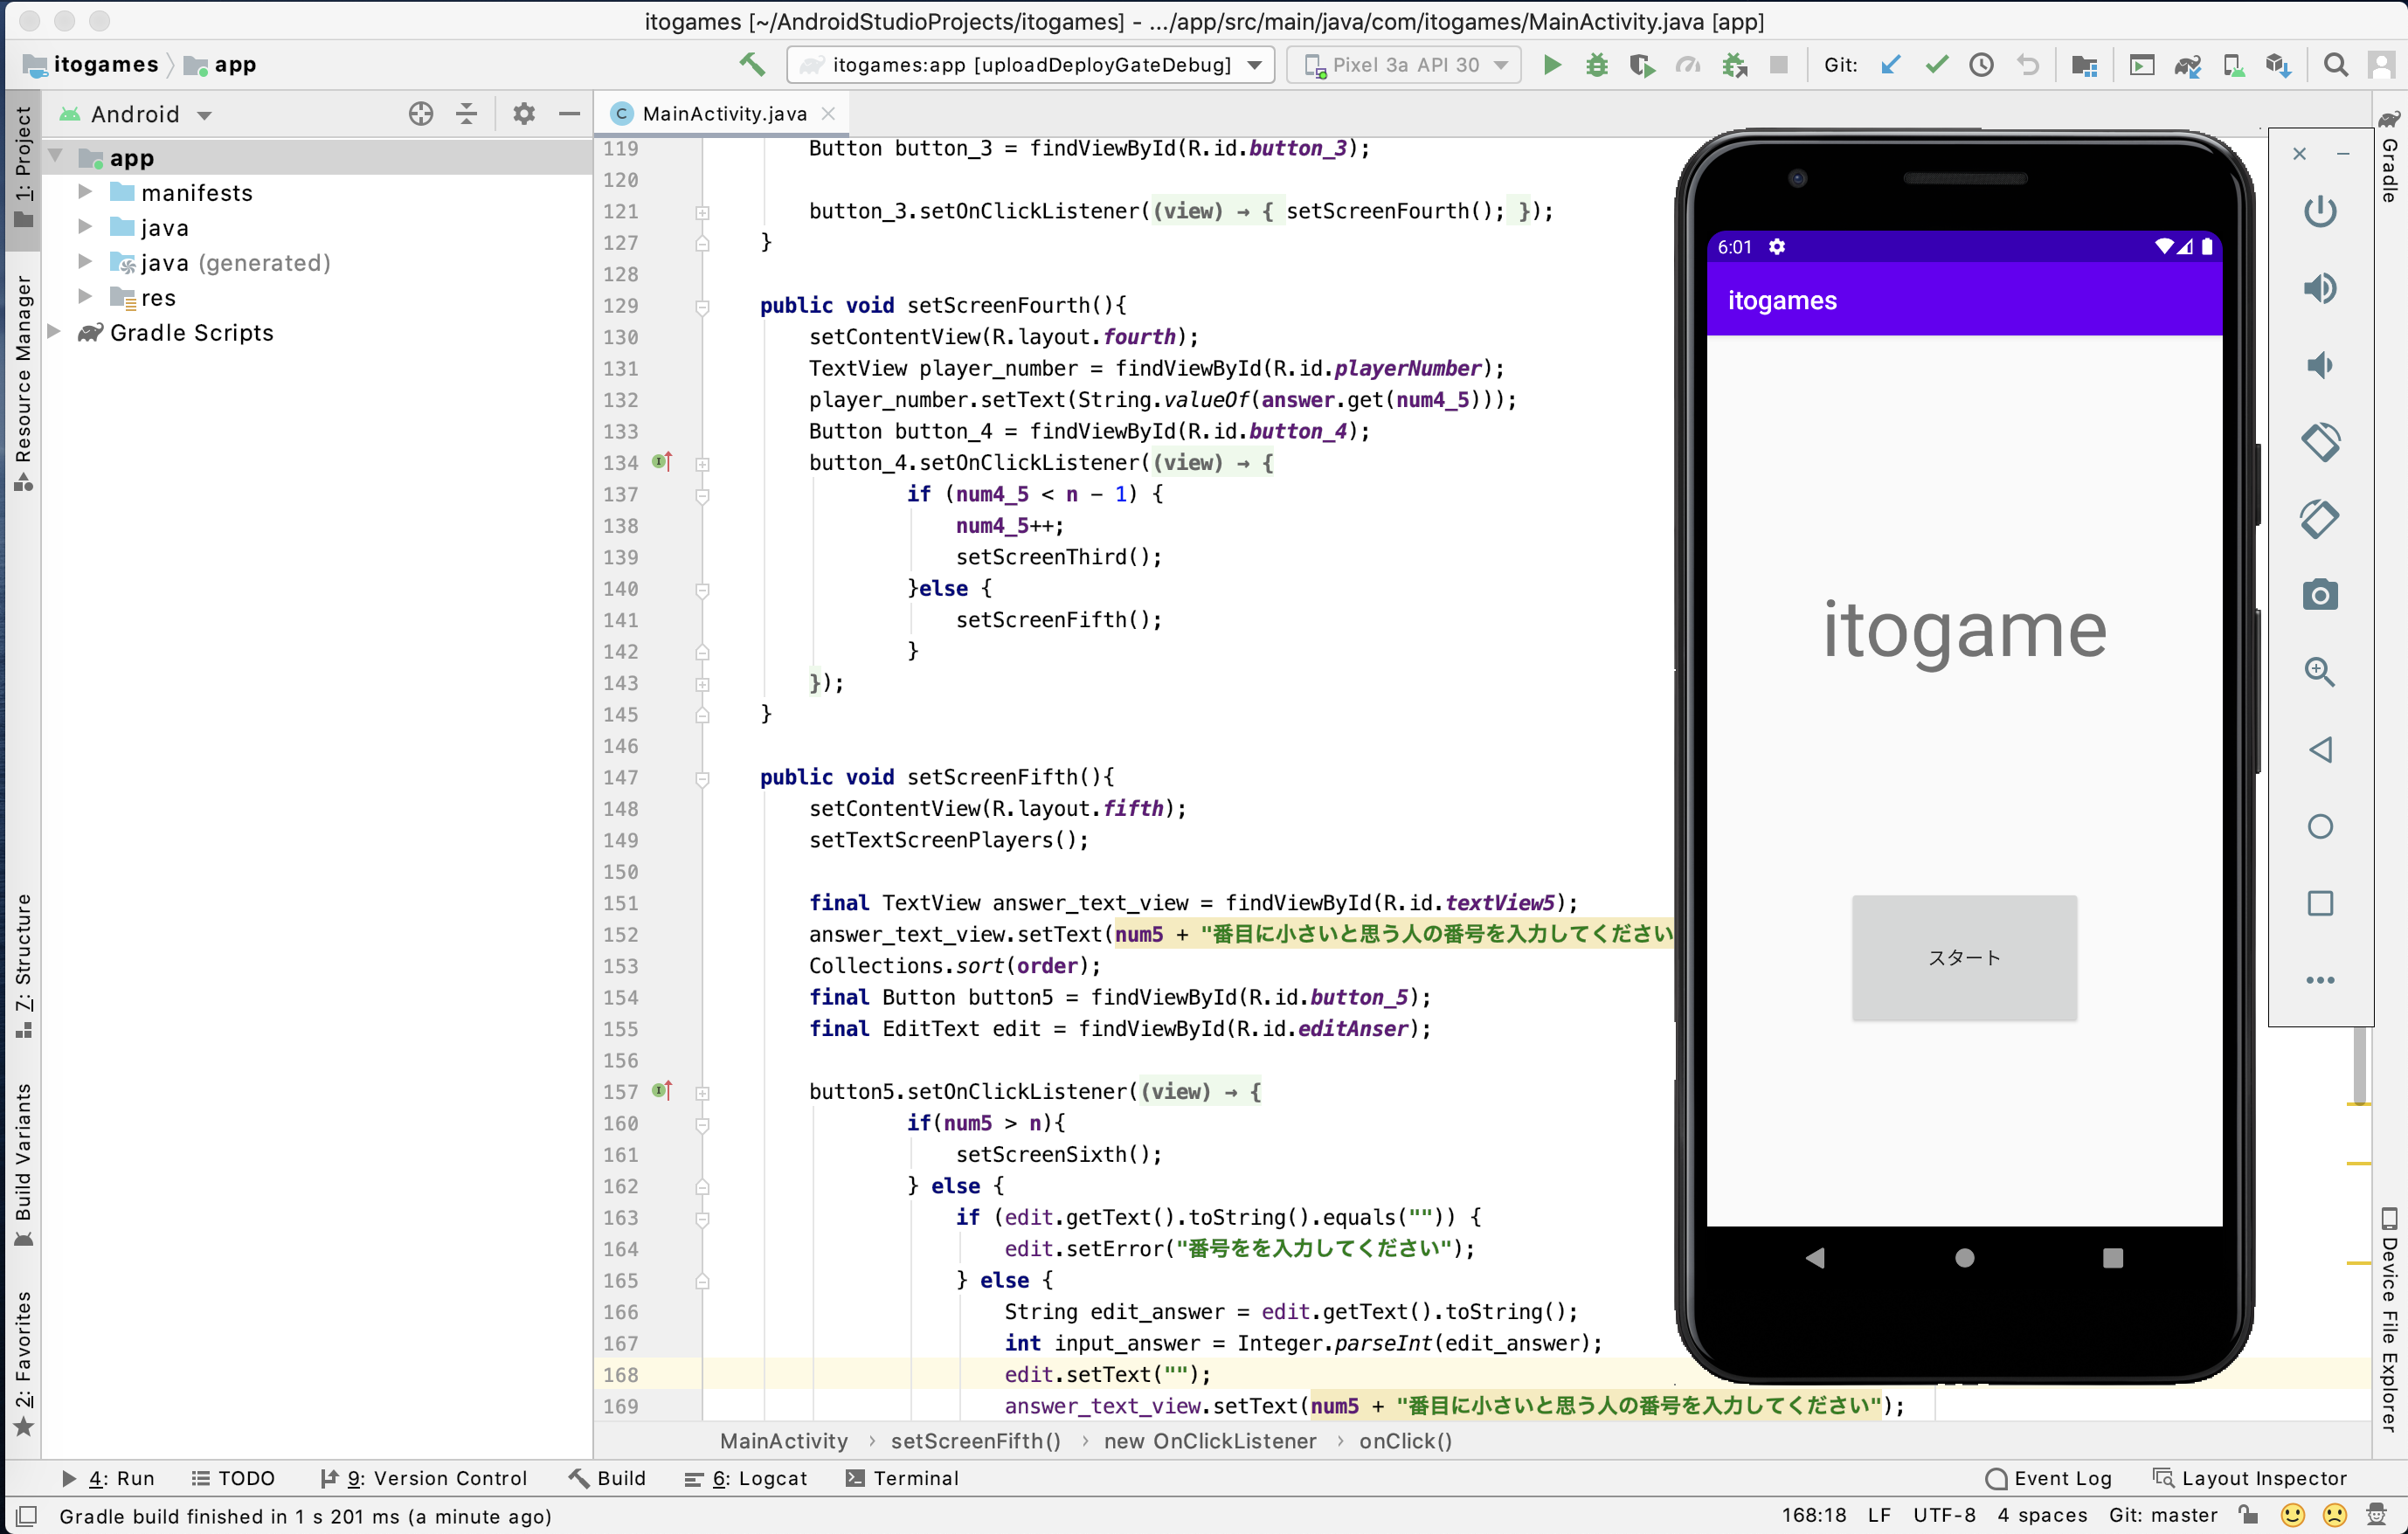 itogames [~/AndroidStudioProjects/itogames] - .../app/src/main/java/com/itogames/MainActivity.java [app]
itogames
app
itogames:app [uploadDeployGateDebug]
Pixel 3a API 30
Git:
1: Project
Resource Manager
7: Structure
Build Variants
2: Favorites
Android
app
manifests
java
java (generated)
res
Gradle Scripts
C MainActivity.java
119 Button button_3 = findViewById(R.id.button_3);
120
121 button_3.setOnClickListener((view) → { setScreenFourth(); });
127 }
128
129 public void setScreenFourth(){
130 setContentView(R.layout.fourth);
131 TextView player_number = findViewById(R.id.playerNumber);
132 player_number.setText(String.valueOf(answer.get(num4_5)));
133 Button button_4 = findViewById(R.id.button_4);
134 button_4.setOnClickListener((view) → {
137 if (num4_5 < n - 1) {
138 num4_5++;
139 setScreenThird();
140 }else {
141 setScreenFifth();
142 }
143 });
145 }
146
147 public void setScreenFifth(){
148 setContentView(R.layout.fifth);
149 setTextScreenPlayers();
150
151 final TextView answer_text_view = findViewById(R.id.textView5);
152 answer_text_view.setText(num5 + "番目に小さいと思う人の番号を入力してください
153 Collections.sort(order);
154 final Button button5 = findViewById(R.id.button_5);
155 final EditText edit = findViewById(R.id.editAnser);
156
157 button5.setOnClickListener((view) → {
160 if(num5 > n){
161 setScreenSixth();
162 } else {
163 if (edit.getText().toString().equals("")) {
164 edit.setError("番号をを入力してください");
165 } else {
166 String edit_answer = edit.getText().toString();
167 int input_answer = Integer.parseInt(edit_answer);
168 edit.setText("");
169 answer_text_view.setText(num5 + "番目に小さいと思う人の番号を入力してください");
6:01
itogames
itogame
スタート
Gradle
Device File Explorer
MainActivity › setScreenFifth() › new OnClickListener › onClick()
4: Run
TODO
9: Version Control
Build
6: Logcat
Terminal
Event Log
Layout Inspector
Gradle build finished in 1 s 201 ms (a minute ago)
168:18 LF UTF-8 4 spaces Git: master